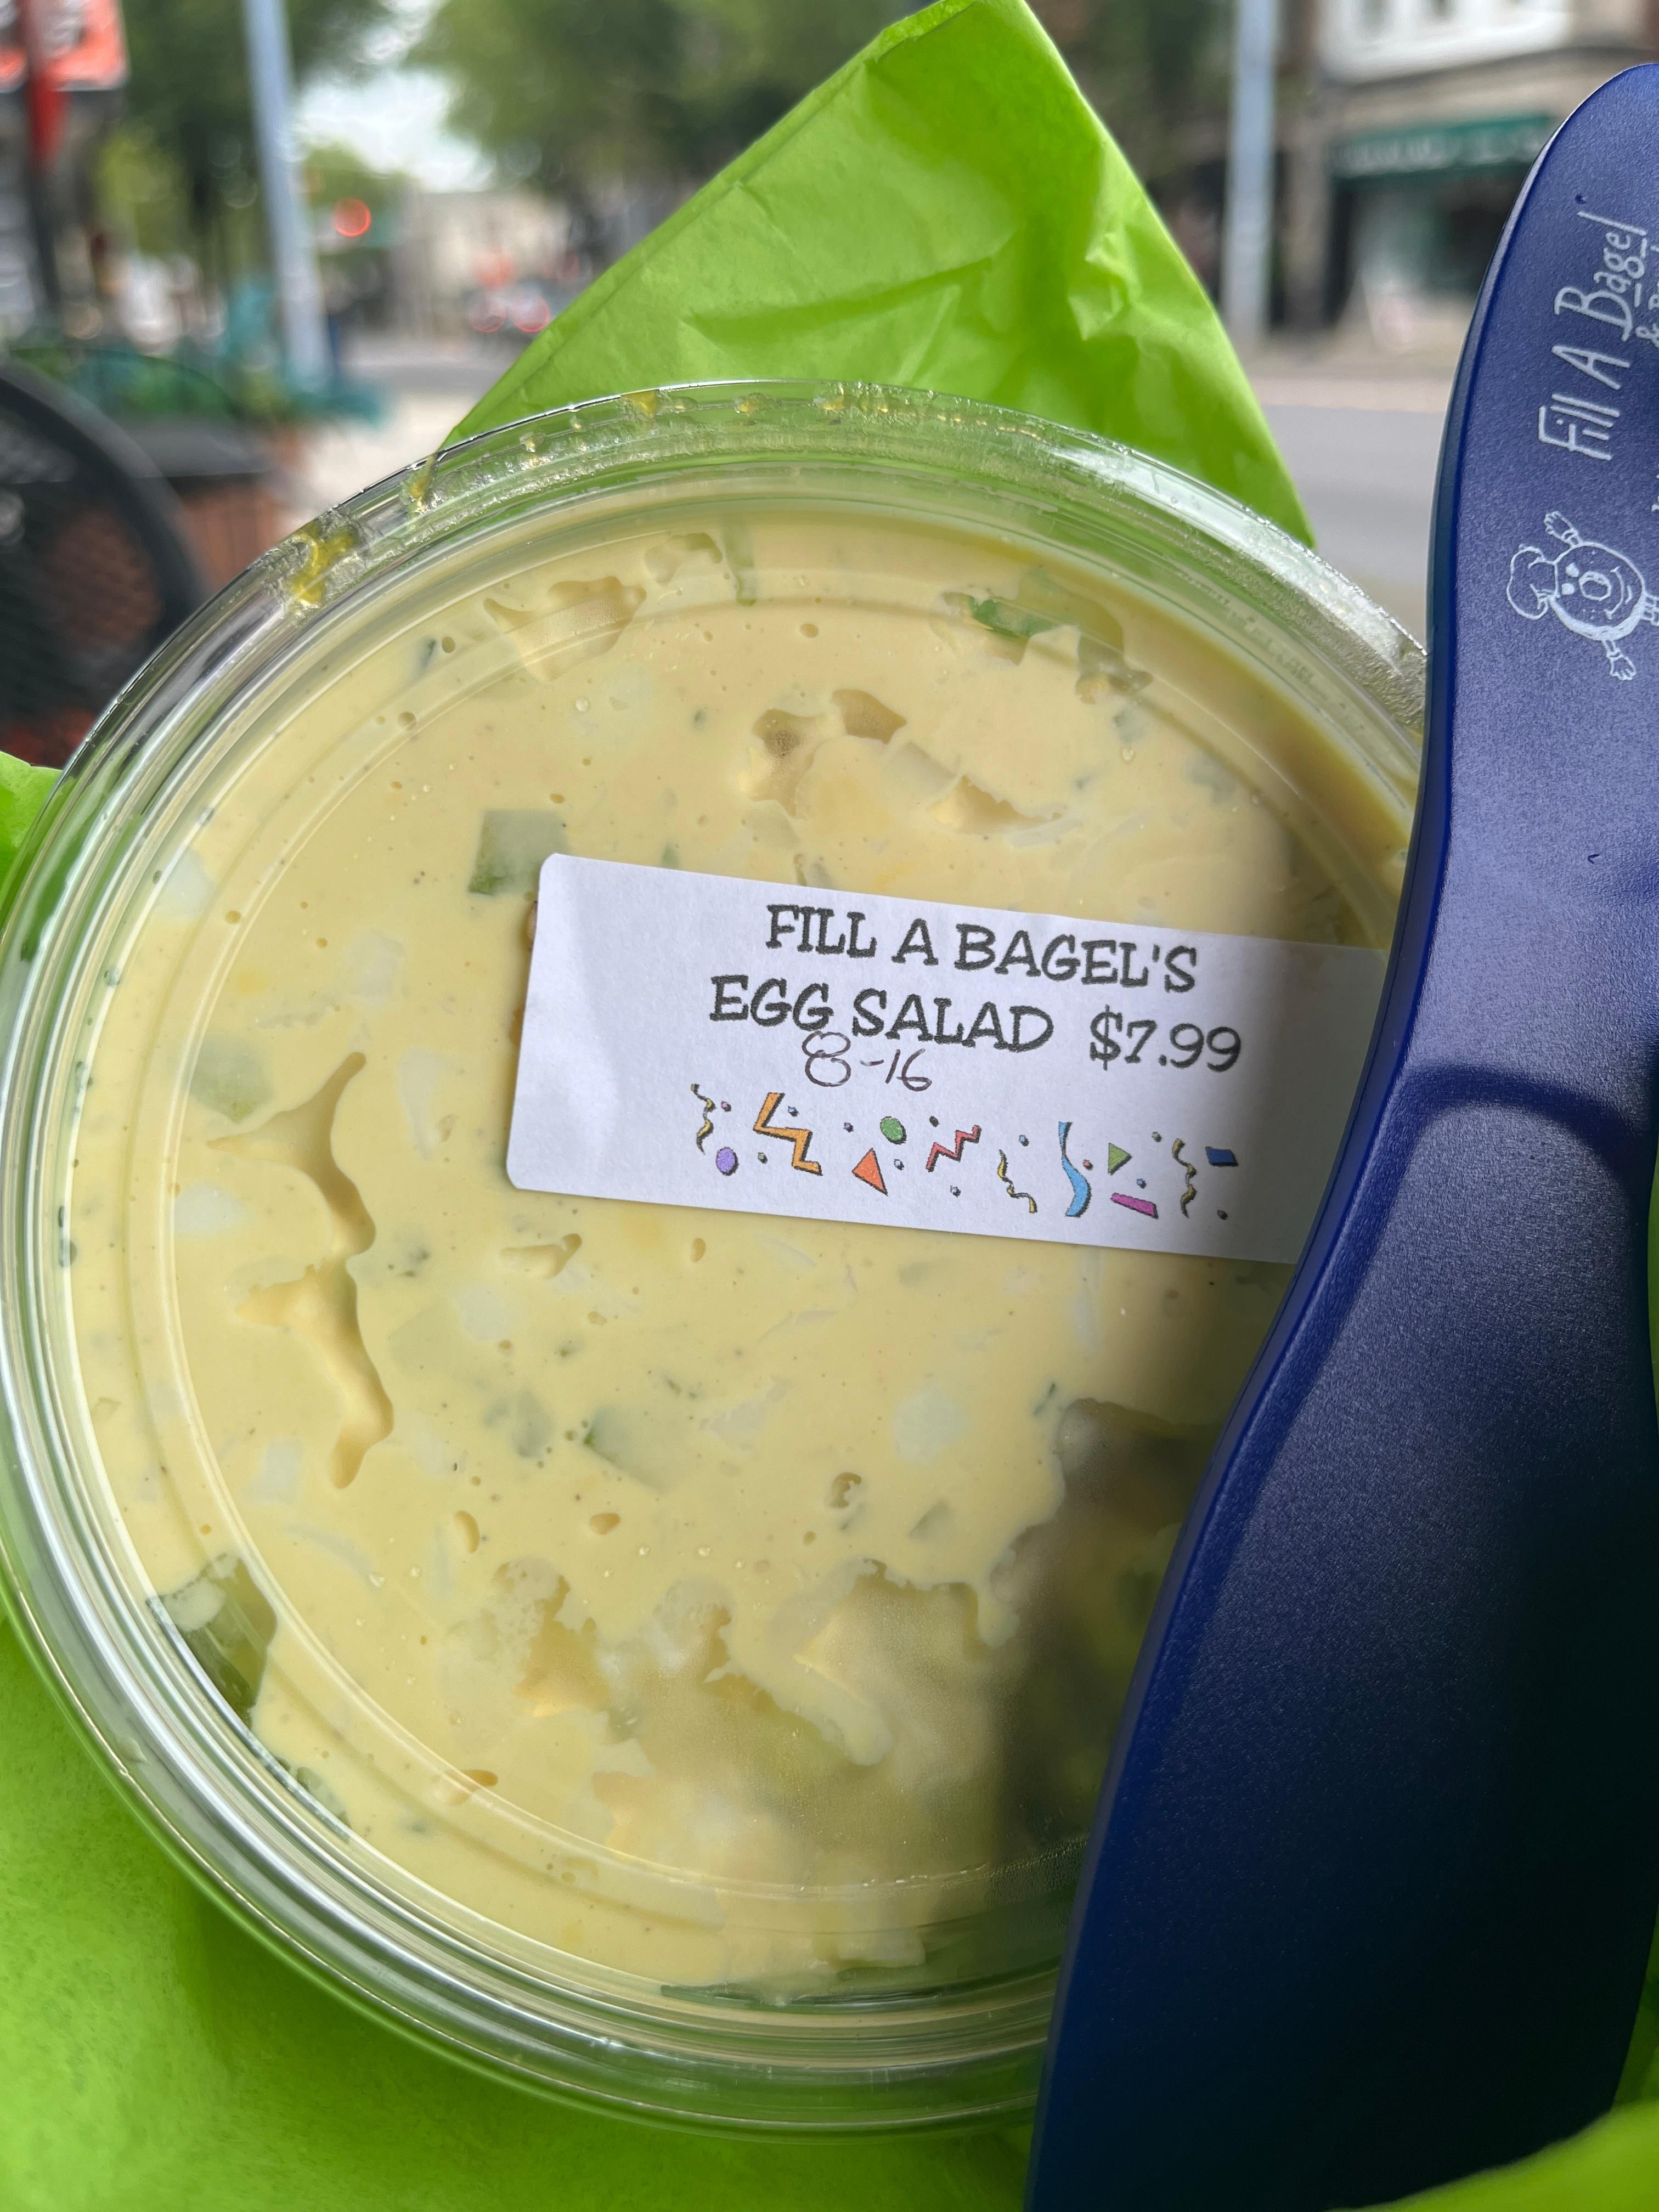 FILL A BAGEL'S
EGG SALAD $7.99
8-16
Fill A Bagel
&